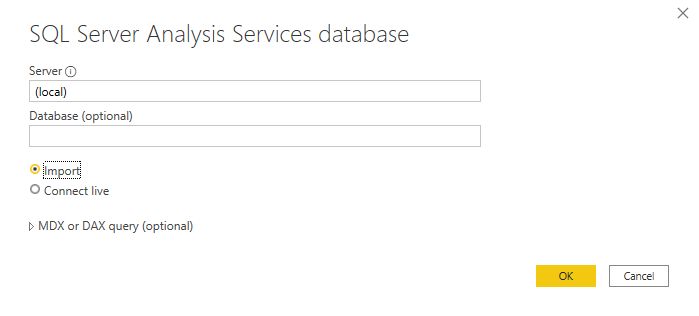 SQL Server Analysis Services database
Server
(local)
Database (optional)
Import
Connect live
MDX or DAX query (optional)
OK
Cancel